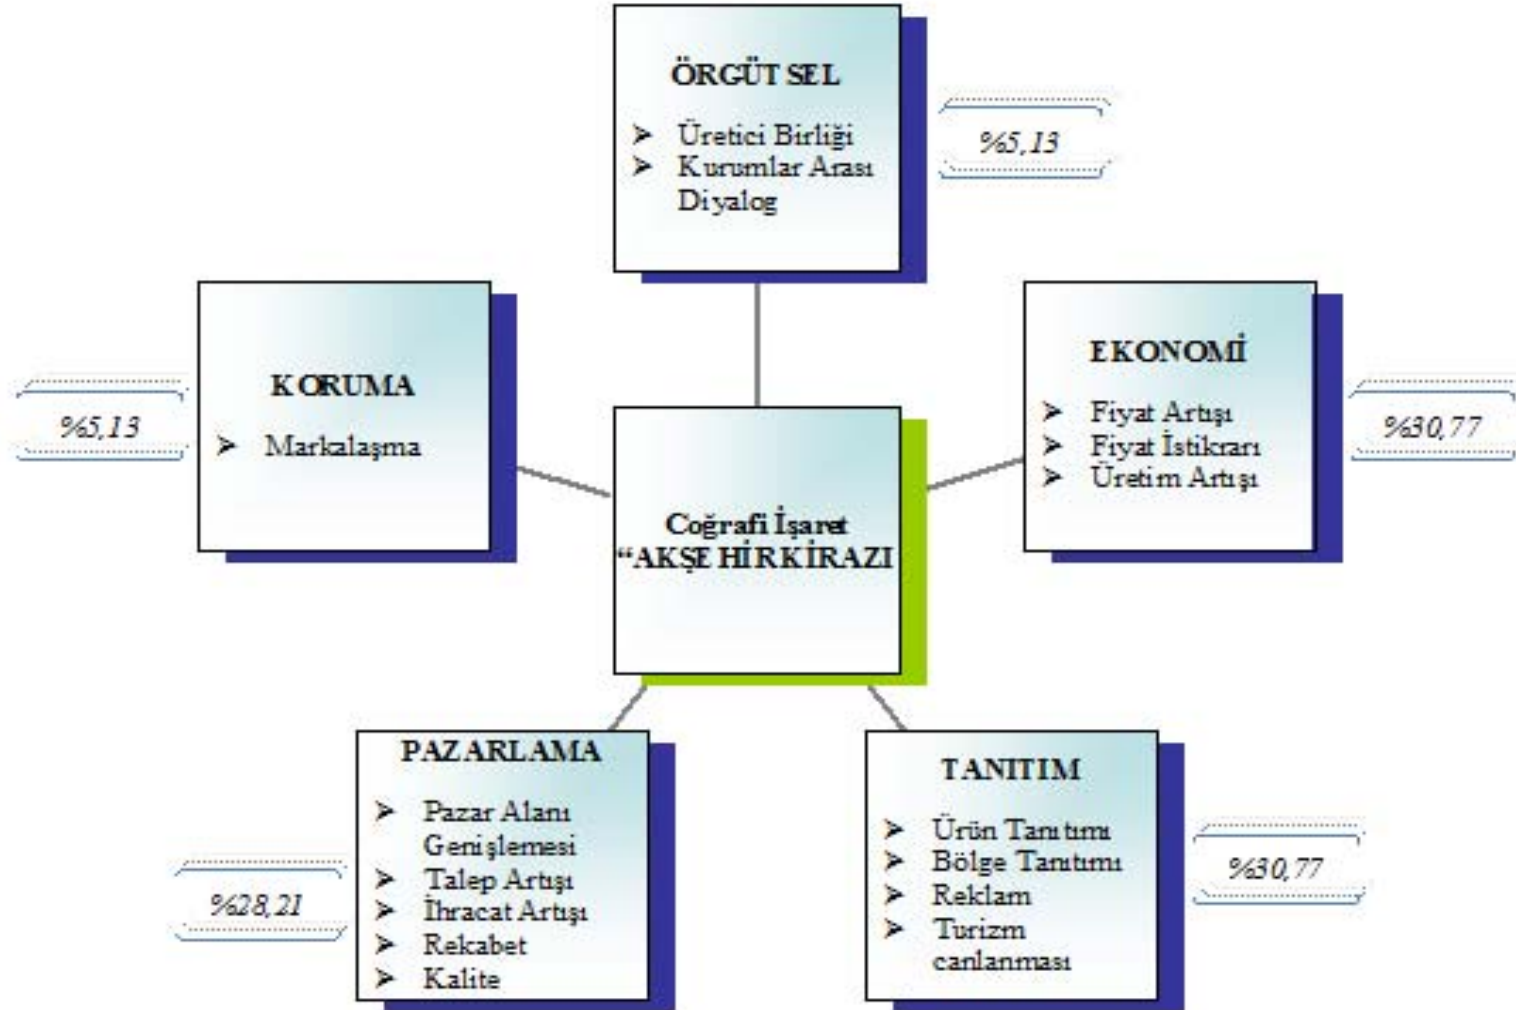 ÖRGÜTSEL
➤ Üretici Birliği
➤ Kurumlar Arası
Diyalog
%5,13
KORUMA
➤ Markalaşma
%5,13
EKONOMİ
➤ Fiyat Artışı
➤ Fiyat İstikrarı
➤ Üretim Artışı
%30,77
Coğrafi İşaret
“AKŞEHİR KİRAZI
PAZARLAMA
➤ Pazar Alanı
Genişlemesi
➤ Talep Artışı
➤ İhracat Artışı
➤ Rekabet
➤ Kalite
%28,21
TANITIM
➤ Ürün Tanıtımı
➤ Bölge Tanıtımı
➤ Reklam
➤ Turizm
canlanması
%30,77